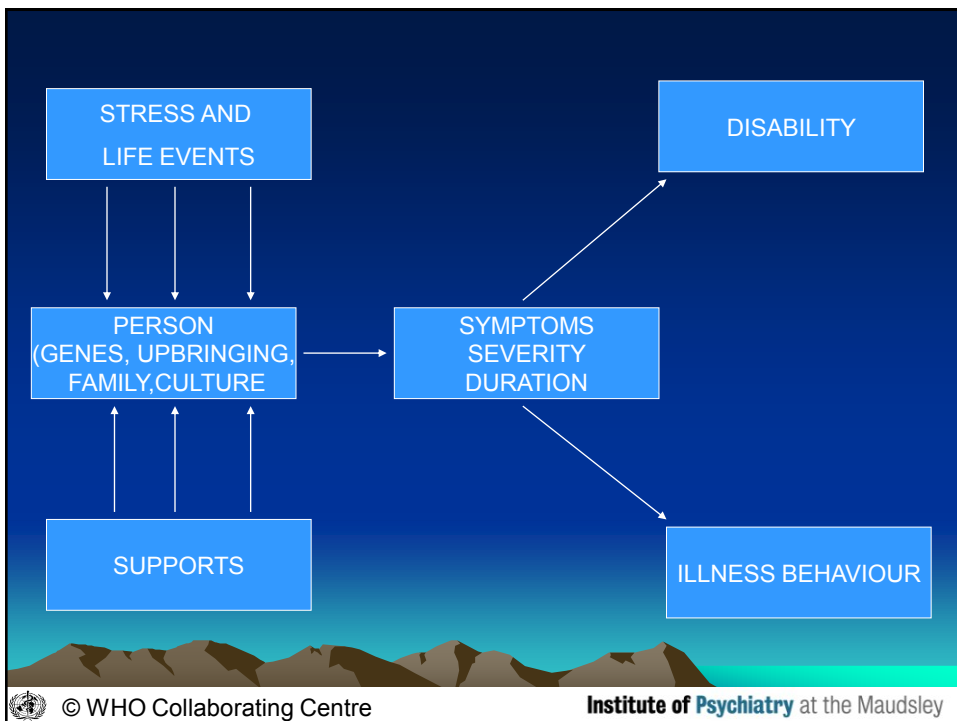 STRESS AND
LIFE EVENTS
DISABILITY
PERSON
(GENES, UPBRINGING,
FAMILY,CULTURE
SYMPTOMS
SEVERITY
DURATION
SUPPORTS
ILLNESS BEHAVIOUR
© WHO Collaborating Centre
Institute of Psychiatry at the Maudsley